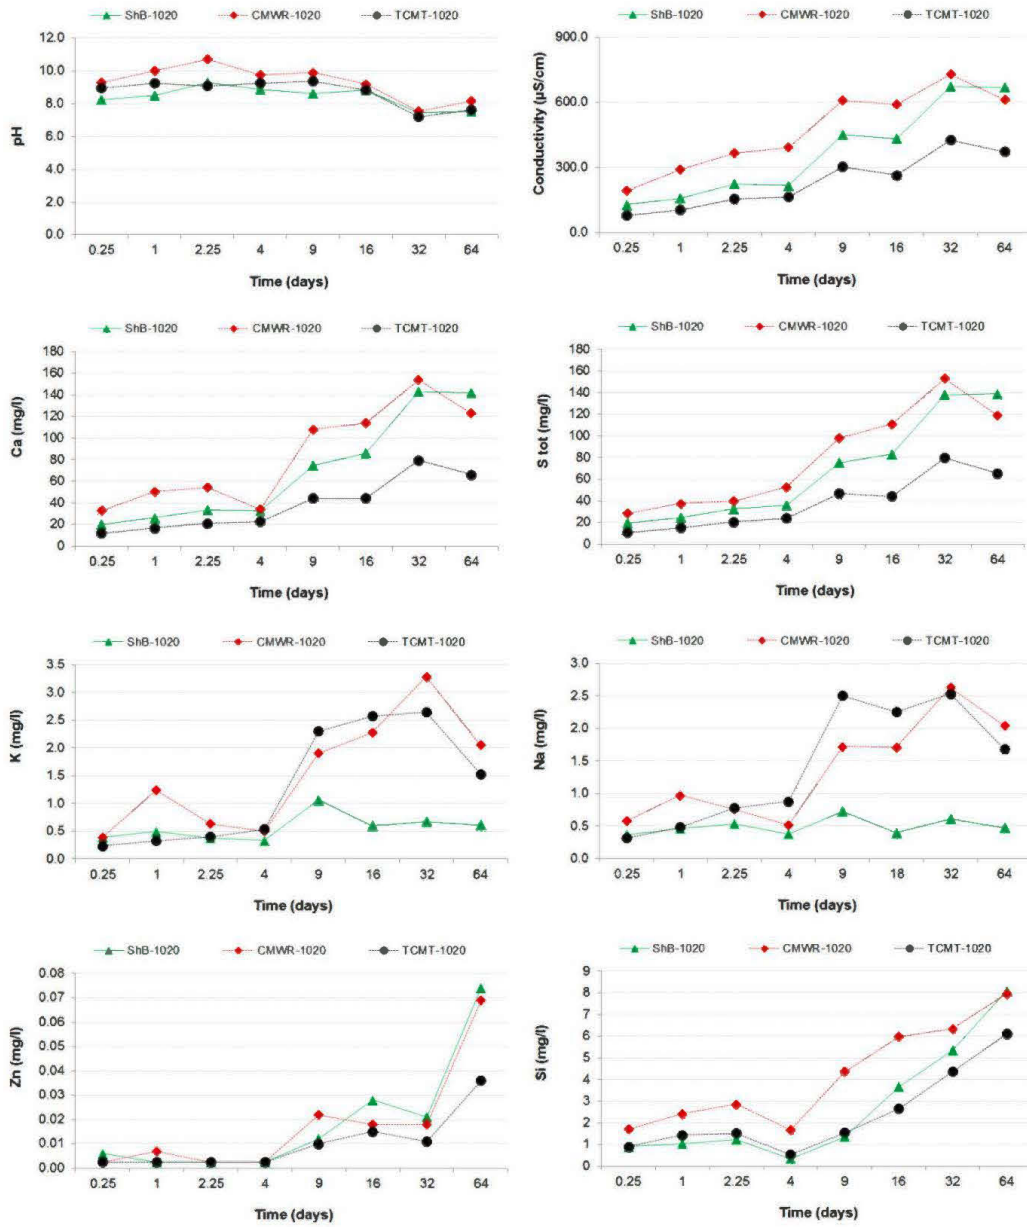 ShB-1020 CMWR-1020 TCMT-1020
12.0
10.0
8.0
6.0
4.0
2.0
0.0
pH
0.25 1 2.25 4 9 16 32 64
Time (days)
ShB-1020 CMWR-1020 TCMT-1020
900.0
600.0
300.0
0.0
Conductivity (µS/cm)
0.25 1 2.25 4 9 16 32 64
Time (days)
ShB-1020 CMWR-1020 TCMT-1020
180
160
140
120
100
80
60
40
20
0
Ca (mg/l)
0.25 1 2.25 4 9 16 32 64
Time (days)
ShB-1020 CMWR-1020 TCMT-1020
180
160
140
120
100
80
60
40
20
0
S tot (mg/l)
0.25 1 2.25 4 9 16 32 64
Time (days)
ShB-1020 CMWR-1020 TCMT-1020
3.5
3.0
2.5
2.0
1.5
1.0
0.5
0.0
K (mg/l)
0.25 1 2.25 4 9 16 32 64
Time (days)
ShB-1020 CMWR-1020 TCMT-1020
3.0
2.5
2.0
1.5
1.0
0.5
0.0
Na (mg/l)
0.25 1 2.25 4 9 16 32 64
Time (days)
ShB-1020 CMWR-1020 TCMT-1020
0.08
0.07
0.06
0.05
0.04
0.03
0.02
0.01
0.00
Zn (mg/l)
0.25 1 2.25 4 9 16 32 64
Time (days)
ShB-1020 CMWR-1020 TCMT-1020
9
8
7
6
5
4
3
2
1
0
Si (mg/l)
0.25 1 2.25 4 9 16 32 64
Time (days)